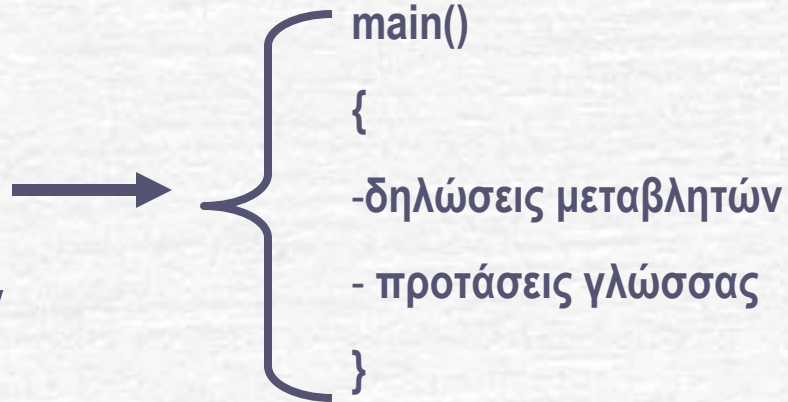 main()
{
-δηλώσεις μεταβλητών
- προτάσεις γλώσσας
}